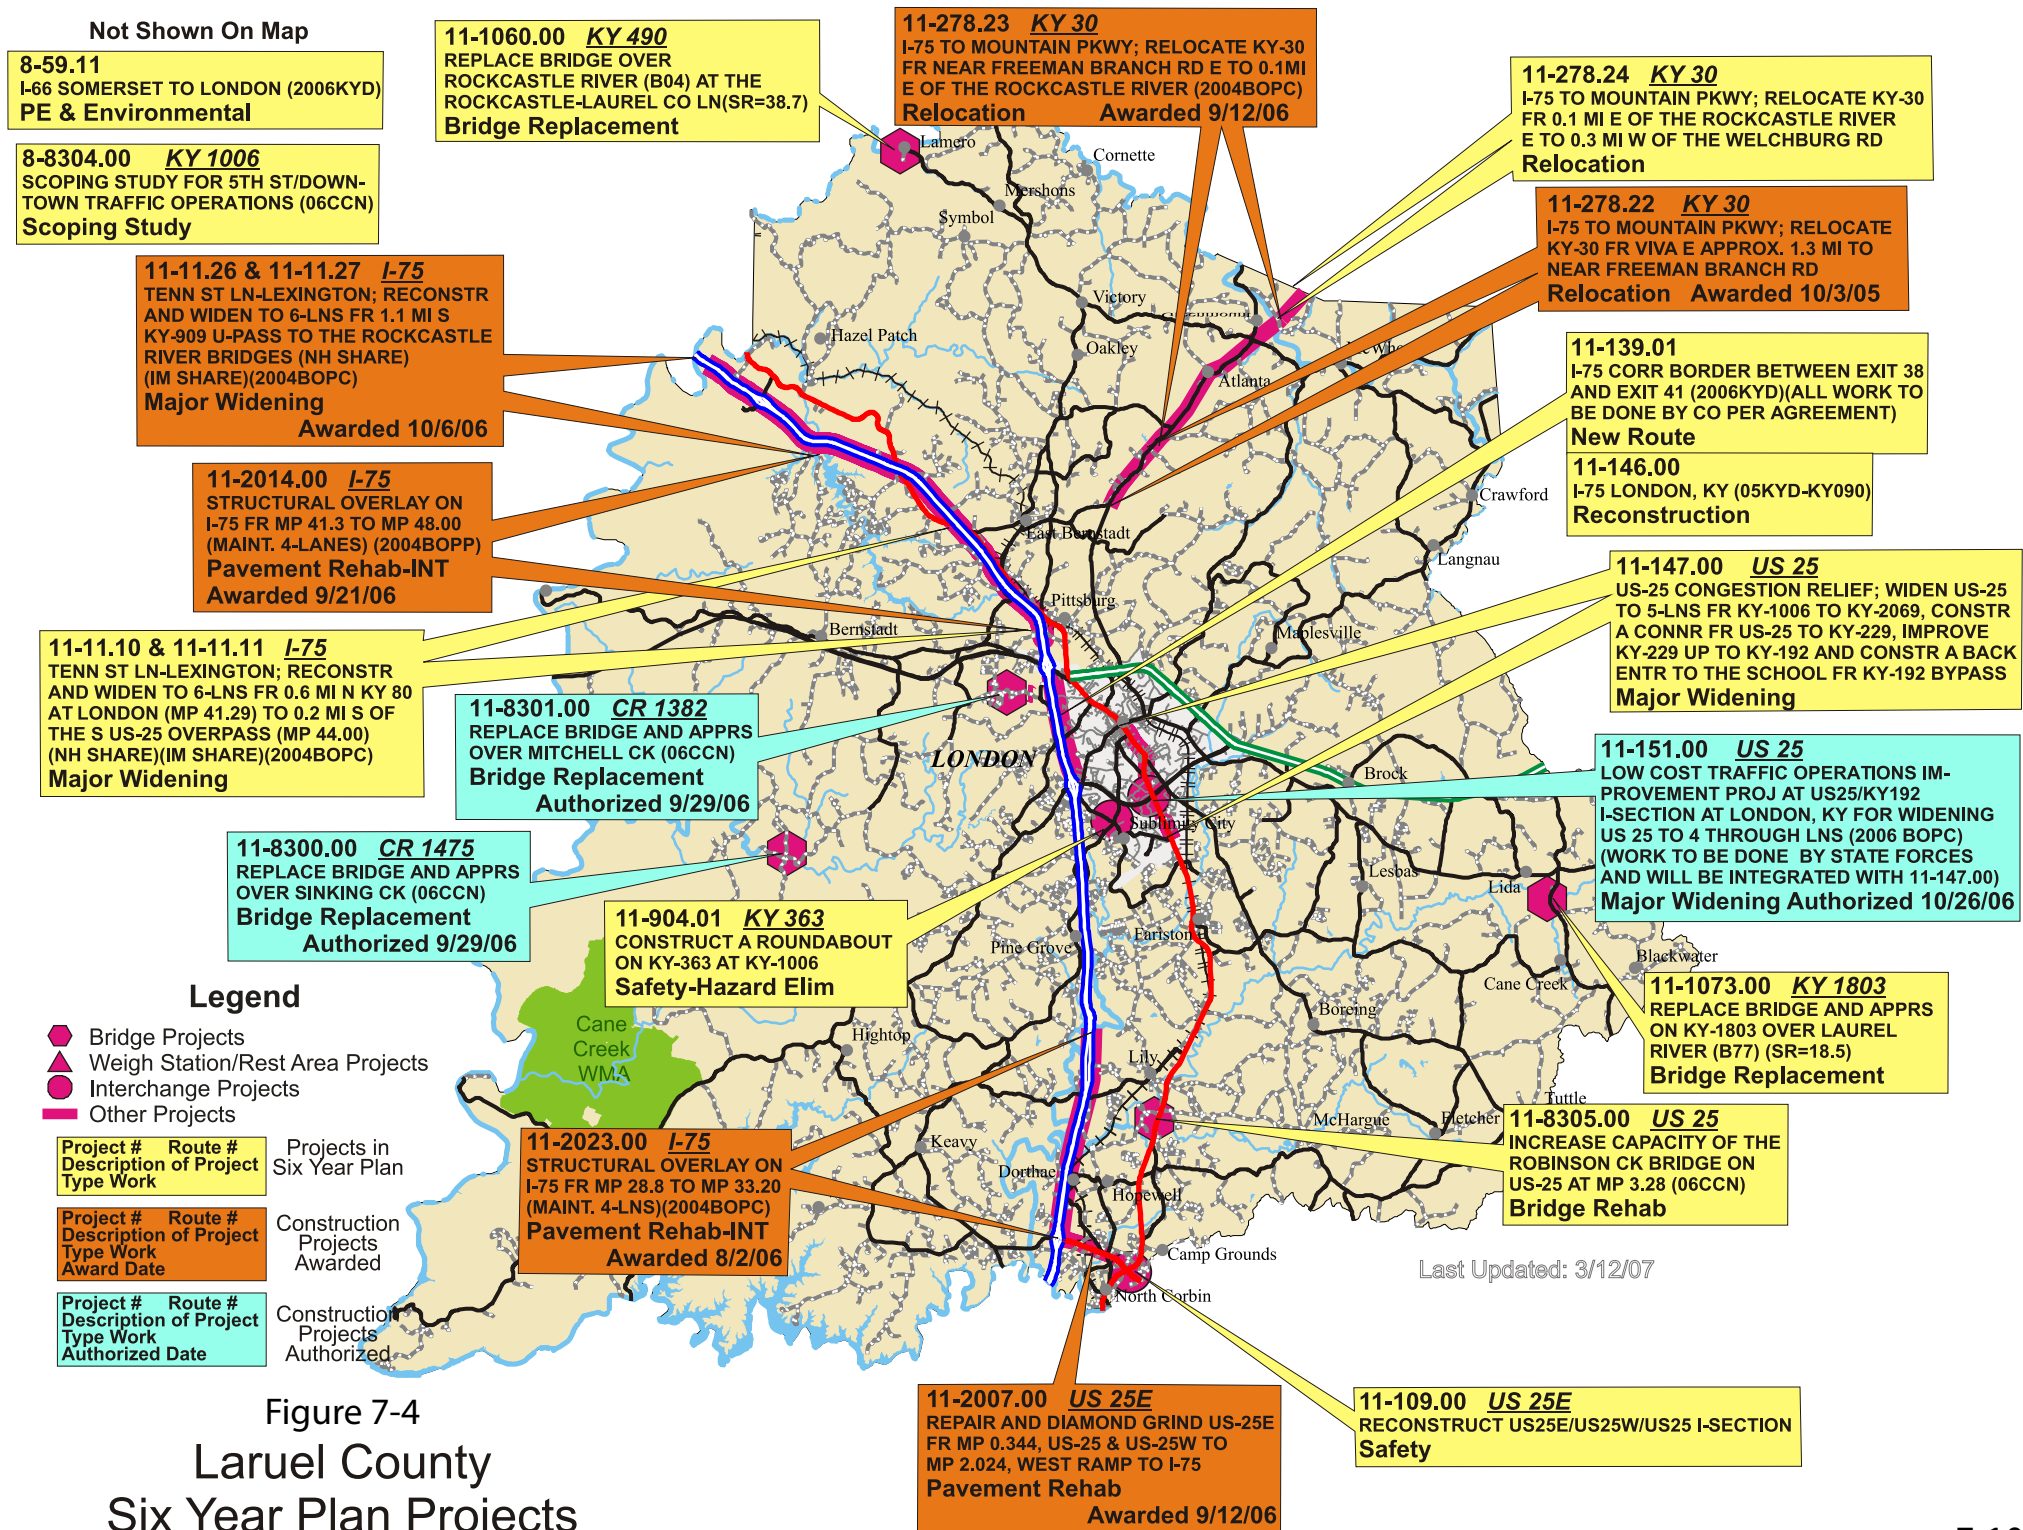 Not Shown On Map
8-59.11
I-66 SOMERSET TO LONDON (2006KYD)
PE & Environmental
8-8304.00 KY 1006
SCOPING STUDY FOR 5TH ST/DOWN-
TOWN TRAFFIC OPERATIONS (06CCN)
Scoping Study
11-1060.00 KY 490
REPLACE BRIDGE OVER
ROCKCASTLE RIVER (B04) AT THE
ROCKCASTLE-LAUREL CO LN(SR=38.7)
Bridge Replacement
11-278.23 KY 30
I-75 TO MOUNTAIN PKWY; RELOCATE KY-30
FR NEAR FREEMAN BRANCH RD E TO 0.1MI
E OF THE ROCKCASTLE RIVER (2004BOPC)
Relocation Awarded 9/12/06
11-278.24 KY 30
I-75 TO MOUNTAIN PKWY; RELOCATE KY-30
FR 0.1 MI E OF THE ROCKCASTLE RIVER
E TO 0.3 MI W OF THE WELCHBURG RD
Relocation
11-278.22 KY 30
I-75 TO MOUNTAIN PKWY; RELOCATE
KY-30 FR VIVA E APPROX. 1.3 MI TO
NEAR FREEMAN BRANCH RD
Relocation Awarded 10/3/05
11-11.26 & 11-11.27 I-75
TENN ST LN-LEXINGTON; RECONSTR
AND WIDEN TO 6-LNS FR 1.1 MI S
KY-909 U-PASS TO THE ROCKCASTLE
RIVER BRIDGES (NH SHARE)
(IM SHARE)(2004BOPC)
Major Widening
Awarded 10/6/06
11-139.01
I-75 CORR BORDER BETWEEN EXIT 38
AND EXIT 41 (2006KYD)(ALL WORK TO
BE DONE BY CO PER AGREEMENT)
New Route
11-146.00
I-75 LONDON, KY (05KYD-KY090)
Reconstruction
11-2014.00 I-75
STRUCTURAL OVERLAY ON
I-75 FR MP 41.3 TO MP 48.00
(MAINT. 4-LANES) (2004BOPP)
Pavement Rehab-INT
Awarded 9/21/06
11-147.00 US 25
US-25 CONGESTION RELIEF; WIDEN US-25
TO 5-LNS FR KY-1006 TO KY-2069, CONSTR
A CONNR FR US-25 TO KY-229, IMPROVE
KY-229 UP TO KY-192 AND CONSTR A BACK
ENTR TO THE SCHOOL FR KY-192 BYPASS
Major Widening
11-11.10 & 11-11.11 I-75
TENN ST LN-LEXINGTON; RECONSTR
AND WIDEN TO 6-LNS FR 0.6 MI N KY 80
AT LONDON (MP 41.29) TO 0.2 MI S OF
THE S US-25 OVERPASS (MP 44.00)
(NH SHARE)(IM SHARE)(2004BOPC)
Major Widening
11-8301.00 CR 1382
REPLACE BRIDGE AND APPRS
OVER MITCHELL CK (06CCN)
Bridge Replacement
Authorized 9/29/06
11-151.00 US 25
LOW COST TRAFFIC OPERATIONS IM-
PROVEMENT PROJ AT US25/KY192
I-SECTION AT LONDON, KY FOR WIDENING
US 25 TO 4 THROUGH LNS (2006 BOPC)
(WORK TO BE DONE BY STATE FORCES
AND WILL BE INTEGRATED WITH 11-147.00)
Major Widening Authorized 10/26/06
11-8300.00 CR 1475
REPLACE BRIDGE AND APPRS
OVER SINKING CK (06CCN)
Bridge Replacement
Authorized 9/29/06
11-904.01 KY 363
CONSTRUCT A ROUNDABOUT
ON KY-363 AT KY-1006
Safety-Hazard Elim
11-1073.00 KY 1803
REPLACE BRIDGE AND APPRS
ON KY-1803 OVER LAUREL
RIVER (B77) (SR=18.5)
Bridge Replacement
11-8305.00 US 25
INCREASE CAPACITY OF THE
ROBINSON CK BRIDGE ON
US-25 AT MP 3.28 (06CCN)
Bridge Rehab
11-2023.00 I-75
STRUCTURAL OVERLAY ON
I-75 FR MP 28.8 TO MP 33.20
(MAINT. 4-LNS)(2004BOPC)
Pavement Rehab-INT
Awarded 8/2/06
11-2007.00 US 25E
REPAIR AND DIAMOND GRIND US-25E
FR MP 0.344, US-25 & US-25W TO
MP 2.024, WEST RAMP TO I-75
Pavement Rehab
Awarded 9/12/06
11-109.00 US 25E
RECONSTRUCT US25E/US25W/US25 I-SECTION
Safety
Lamero
Cornette
Mershons
Symbol
Victory
Hazel Patch
Oakley
Atlanta
Crawford
East Bernstadt
Langnau
Pittsburg
Bernstadt
Maplesville
LONDON
Brock
Sublimity City
Lesbas
Lida
Pine Grove
Fariston
Blackwater
Cane Creek
Boreing
Hightop
Lily
Cane
Creek
WMA
Tuttle
McHargue
Fletcher
Keavy
Dorthae
Hopewell
Camp Grounds
North Corbin
Last Updated: 3/12/07
Legend
Bridge Projects
Weigh Station/Rest Area Projects
Interchange Projects
Other Projects
Project # Route #
Description of Project
Type Work
Projects in
Six Year Plan
Project # Route #
Description of Project
Type Work
Award Date
Construction
Projects
Awarded
Project # Route #
Description of Project
Type Work
Authorized Date
Construction
Projects
Authorized
Figure 7-4
Laruel County
Six Year Plan Projects